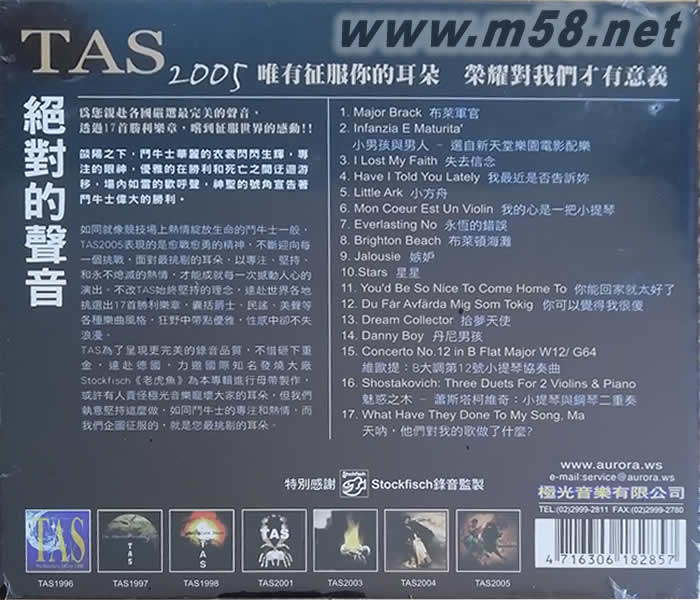 www.m58.net
TAS 2005 唯有征服你的耳朵 榮耀對我們才有意義
絕對的聲音
為您親赴各國嚴選最完美的聲音，
透過17首勝利樂章，嚐到征服世界的感動!!
燄陽之下，鬥牛士華麗的衣裳閃閃生輝，專
注的眼神，優雅的在勝利和死亡之間迂迴游
移，場內如雷的歡呼聲，神聖的號角宣告著
鬥牛士偉大的勝利。
如同就像競技場上熱情綻放生命的鬥牛士一般，
TAS2005表現的是愈戰愈勇的精神，不斷迎向每
一個挑戰，面對最挑剔的耳朵，以專注、堅持、
和永不熄滅的熱情，才能成就每一次撼動人心的
演出。不改TAS始終堅持的理念，遠赴世界各地
挑選出17首勝利樂章，囊括爵士、民謠、美聲等
各種樂曲風格，狂野中帶點優雅，性感中卻不失
浪漫。
TAS為了呈現更完美的錄音品質，不惜砸下重
金，遠赴德國，力邀國際知名發燒大廠
Stockfisch《老虎魚》為本專輯進行母帶製作，
或許有人責怪極光音樂寵壞大家的耳朵，但我們
執意堅持這麼做，如同鬥牛士的專注和熱情，而
我們企圖征服的，就是您最挑剔的耳朵。
1. Major Brack 布萊軍官
2. Infanzia E Maturita'
小男孩與男人 – 選自新天堂樂園電影配樂
3. I Lost My Faith 失去信念
4. Have I Told You Lately 我最近是否告訴妳
5. Little Ark 小方舟
6. Mon Coeur Est Un Violin 我的心是一把小提琴
7. Everlasting No 永恆的錯誤
8. Brighton Beach 布萊頓海灘
9. Jalousie 嫉妒
10.Stars 星星
11. You'd Be So Nice To Come Home To 你能回家就太好了
12. Du Får Avfärda Mig Som Tokig 你可以覺得我很傻
13. Dream Collector 拾夢天使
14. Danny Boy 丹尼男孩
15. Concerto No.12 in B Flat Major W12/ G64
維歐提：B大調第12號小提琴協奏曲
16. Shostakovich: Three Duets For 2 Violins & Piano
魅惑之木 – 蕭斯塔柯維奇：小提琴與鋼琴二重奏
17. What Have They Done To My Song, Ma
天吶，他們對我的歌做了什麼?
特別感謝 Stockfisch Stockfisch錄音監製
www.aurora.ws
e-mail:service@aurora.ws
極光音樂有限公司
TEL:(02)2999-2811 FAX:(02)2999-2780
4 716306 182857
TAS TAS TAS TAS
TAS1996 TAS1997 TAS1998 TAS2001 TAS2003 TAS2004 TAS2005